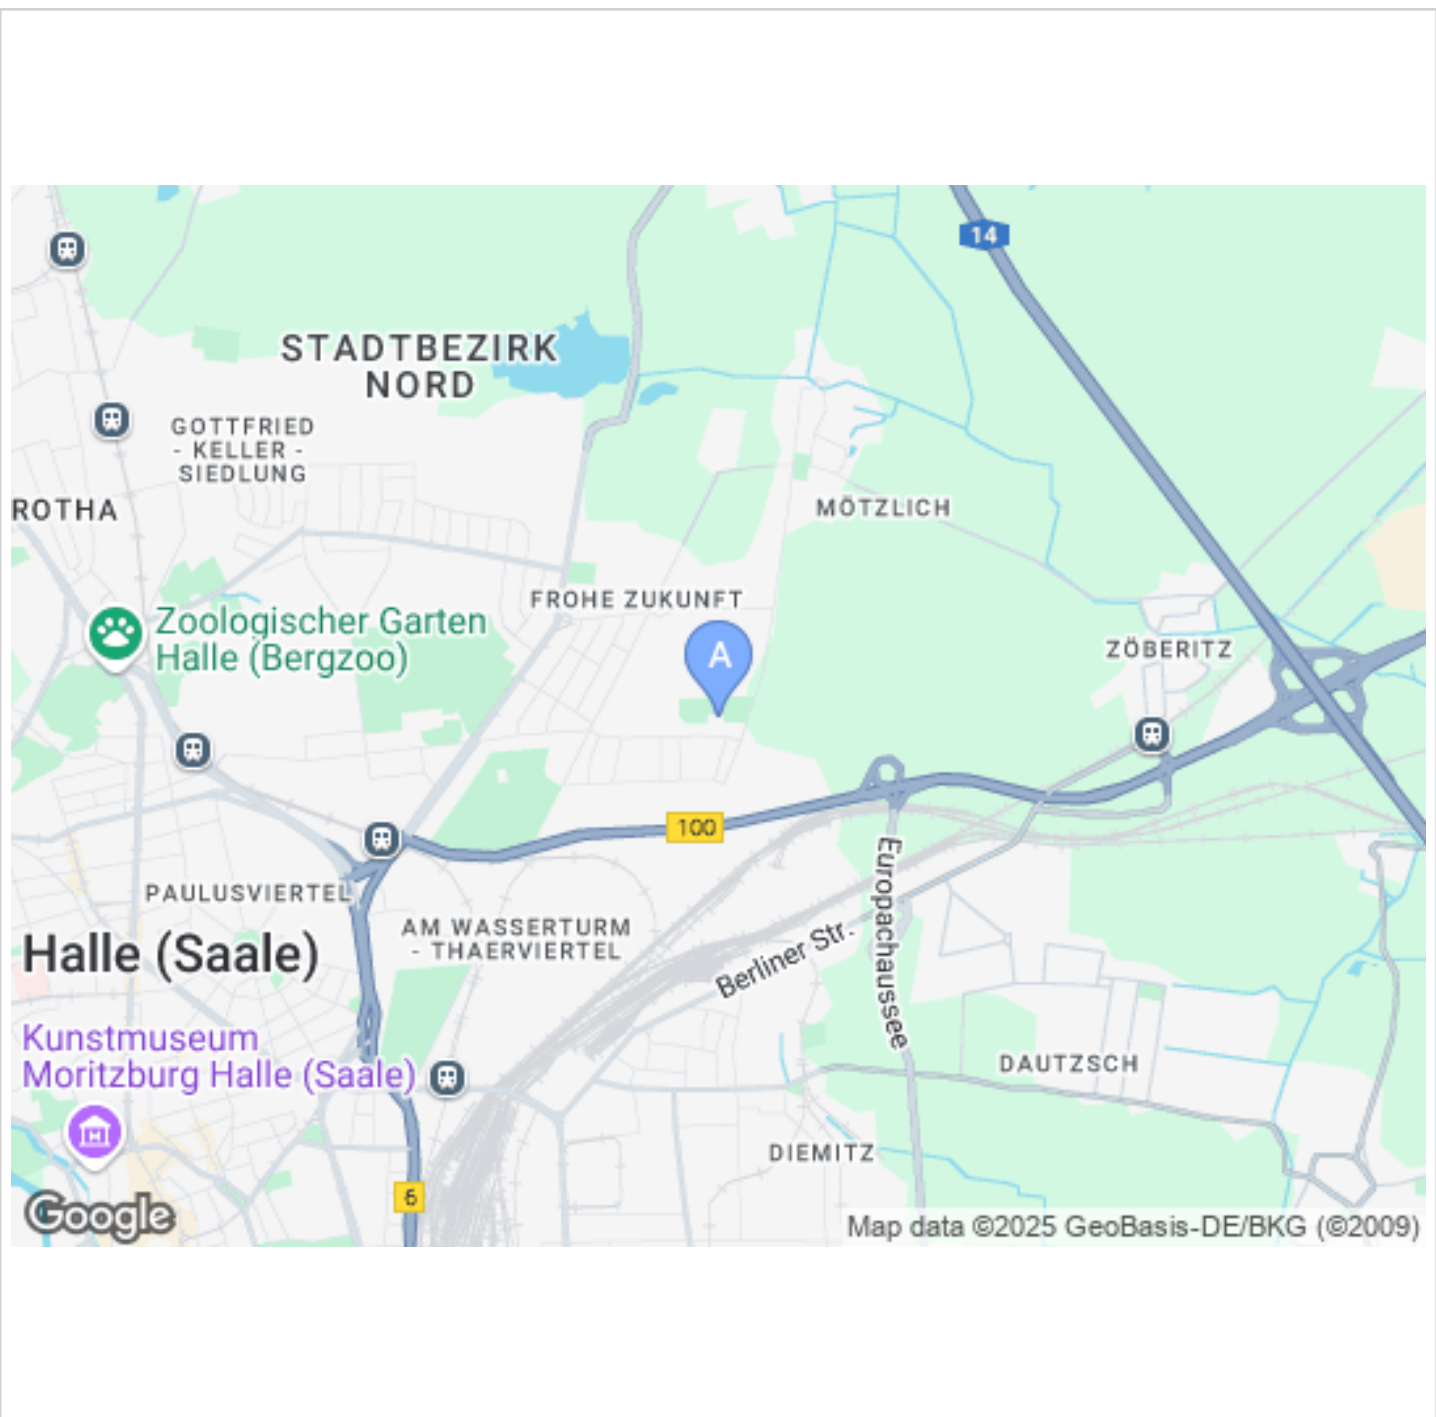 14
STADTBEZIRK
NORD
GOTTFRIED
- KELLER -
SIEDLUNG
ROTHA
MÖTZLICH
FROHE ZUKUNFT
Zoologischer Garten
Halle (Bergzoo)
A
ZÖBERITZ
100
PAULUSVIERTEL
Europachaussee
AM WASSERTURM
- THAERVIERTEL
Halle (Saale)
Berliner Str.
Kunstmuseum
Moritzburg Halle (Saale)
DAUTZSCH
DIEMITZ
6
Google
Map data ©2025 GeoBasis-DE/BKG (©2009)